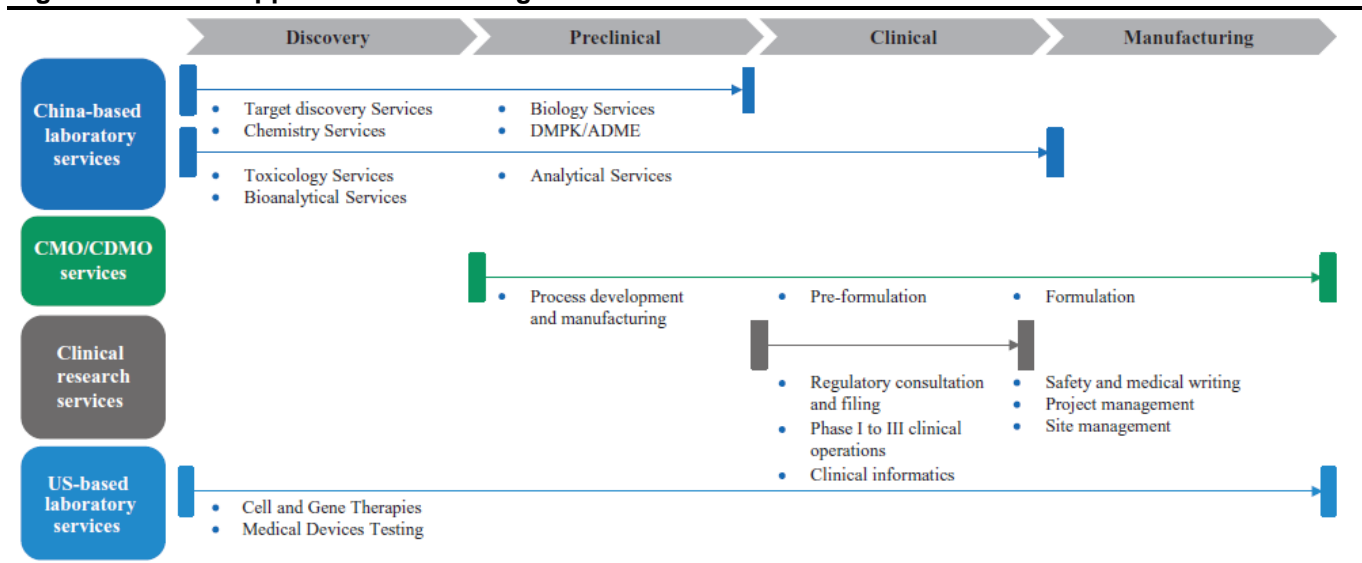 Discovery
Preclinical
Clinical
Manufacturing
China-based
laboratory
services
• Target discovery Services
• Chemistry Services
• Biology Services
• DMPK/ADME
• Toxicology Services
• Bioanalytical Services
• Analytical Services
CMO/CDMO
services
• Process development
and manufacturing
• Pre-formulation
• Formulation
Clinical
research
services
• Regulatory consultation
and filing
• Phase I to III clinical
operations
• Clinical informatics
• Safety and medical writing
• Project management
• Site management
US-based
laboratory
services
• Cell and Gene Therapies
• Medical Devices Testing